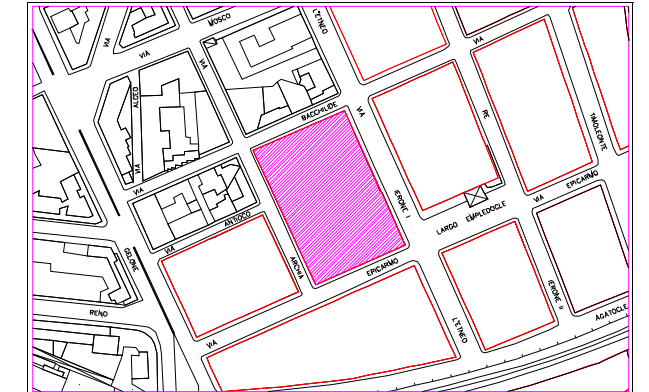 MOSCO
VIA
VIA
VIA
L'ETNEO
ALCEO
VIA
BACCHILIDE
VIA
IERONE I
RE
TIMOLEONTE
EPICARMO
VIA
LARGO EMPLEDOCLE
VIA
ANTIOCO
VIA
GELONE
ARCHIA
EPICARMO
VIA
RENO
L'ETNEO
IERONE II
AGATOCLE